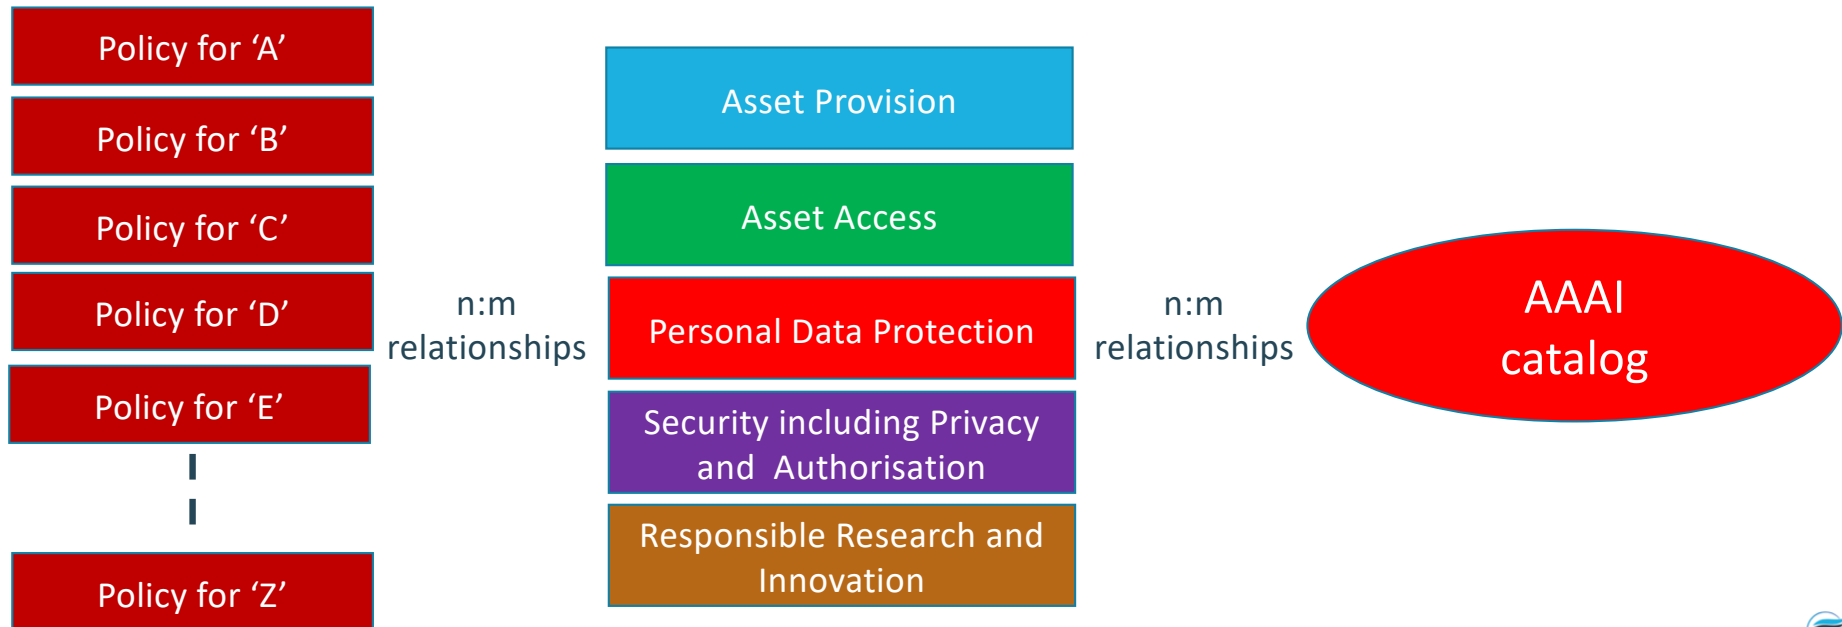 Policy for ‘A’
Policy for ‘B’
Policy for ‘C’
Policy for ‘D’
Policy for ‘E’
Policy for ‘Z’
n:m
relationships
Asset Provision
Asset Access
Personal Data Protection
Security including Privacy
and Authorisation
Responsible Research and
Innovation
n:m
relationships
AAAI
catalog